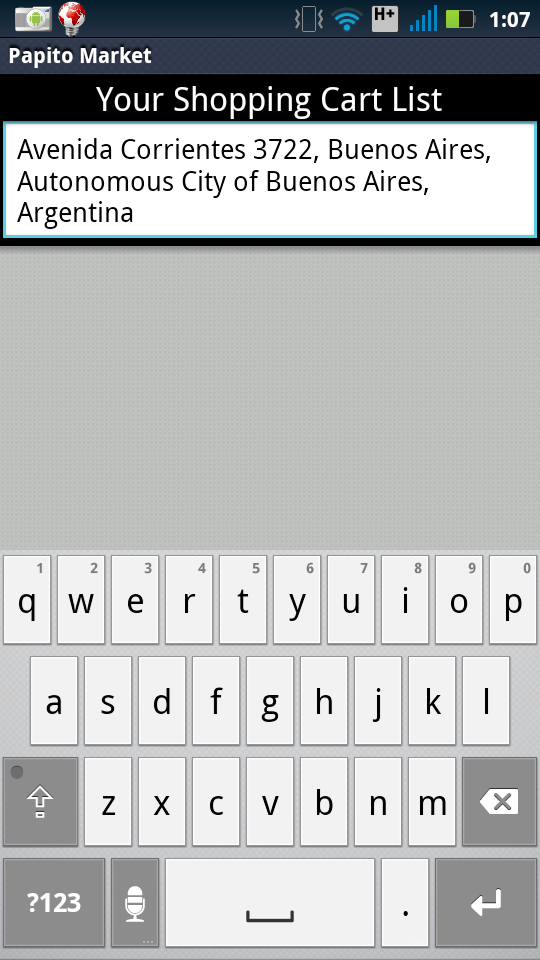 H+ 1:07
Papito Market
Your Shopping Cart List
Avenida Corrientes 3722, Buenos Aires,
Autonomous City of Buenos Aires,
Argentina
1 2 3 4 5 6 7 8 9 0
q w e r t y u i o p
a s d f g h j k l
z x c v b n m
?123 ... .